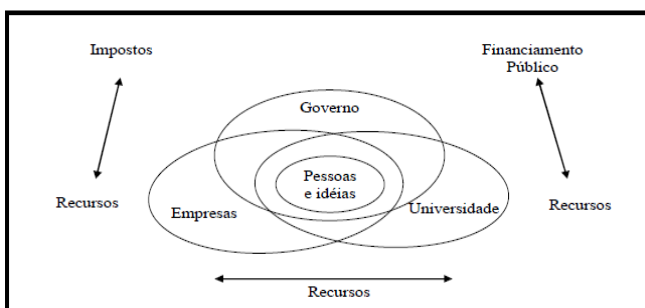 Impostos
Financiamento
Público
Governo
Pessoas
e idéias
Recursos
Empresas
Universidade
Recursos
Recursos